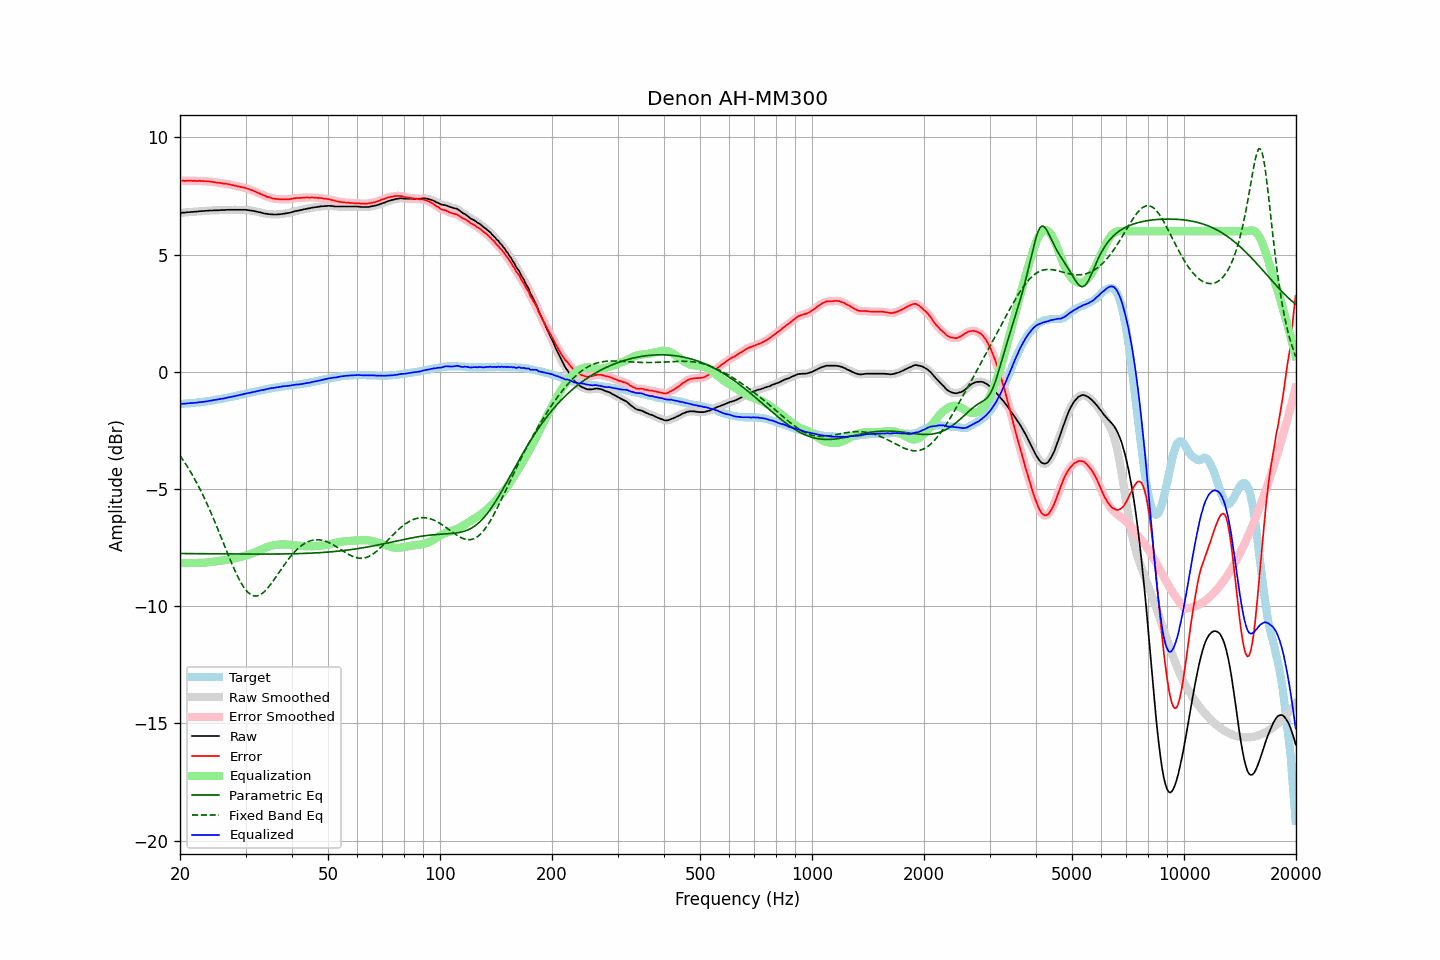 Denon AH-MM300
Amplitude (dBr)
10
5
0
−5
−10
−15
−20
Target
Raw Smoothed
Error Smoothed
Raw
Error
Equalization
Parametric Eq
Fixed Band Eq
Equalized
20
50
100
200
500
1000
2000
5000
10000
20000
Frequency (Hz)